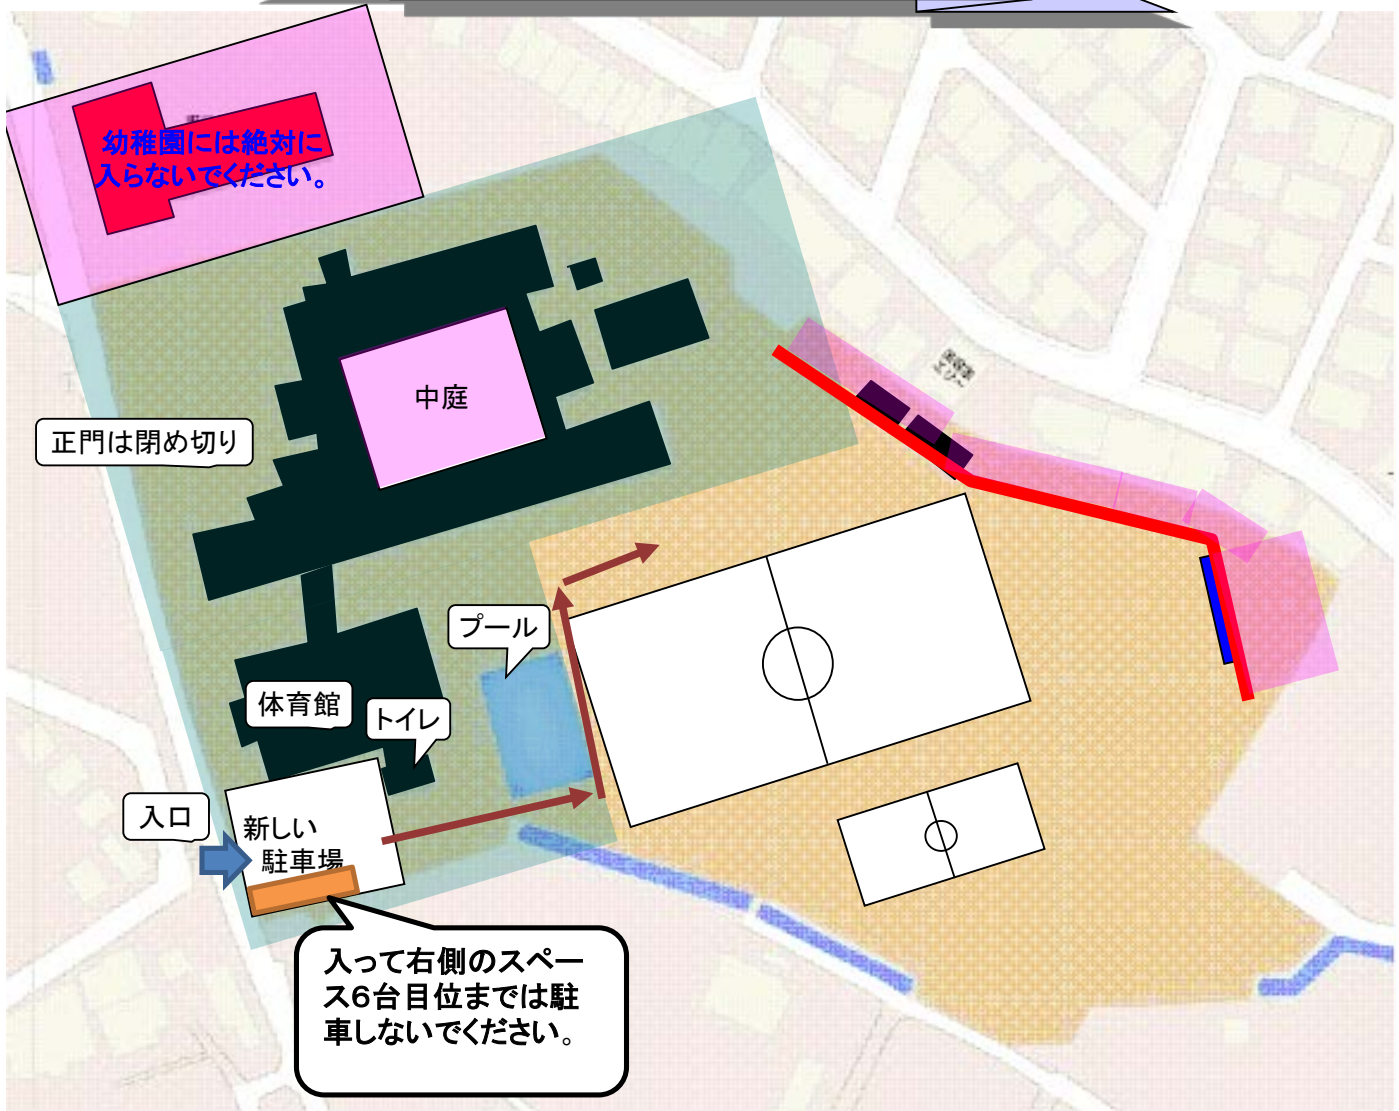 幼稚園には絶対に
入らないでください。
中庭
正門は閉め切り
プール
体育館
トイレ
入口
新しい
駐車場
入って右側のスペー
ス6台目位までは駐
車しないでください。